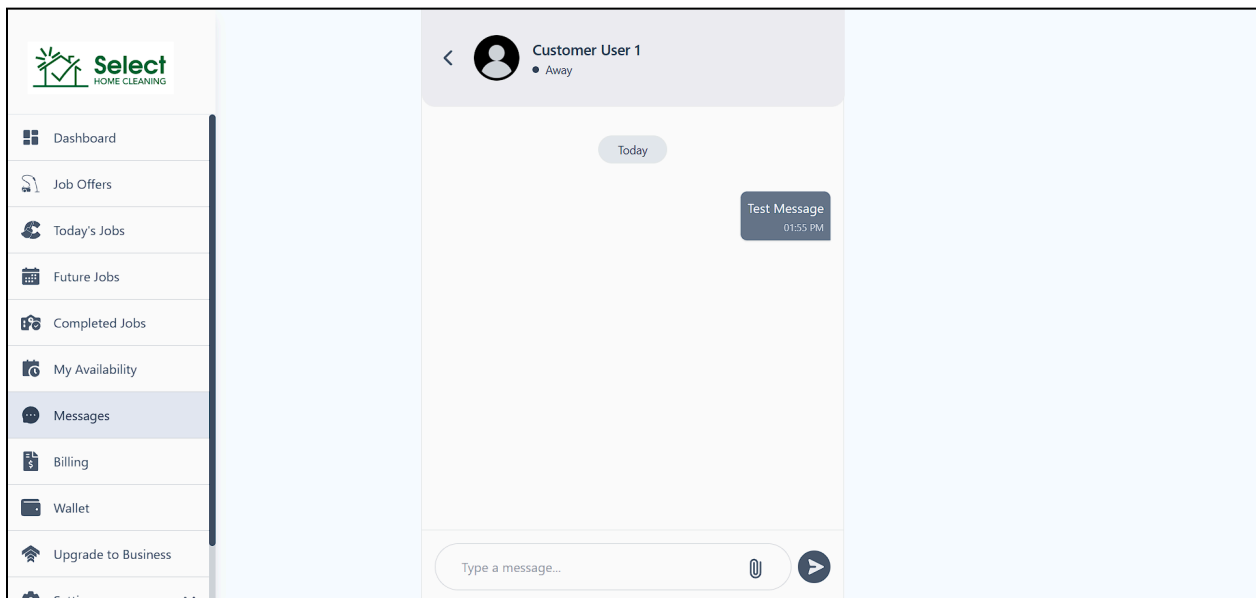 Select
HOME CLEANING
Dashboard
Job Offers
Today's Jobs
Future Jobs
Completed Jobs
My Availability
Messages
Billing
Wallet
Upgrade to Business
Customer User 1
Away
Today
Test Message
01:55 PM
Type a message...